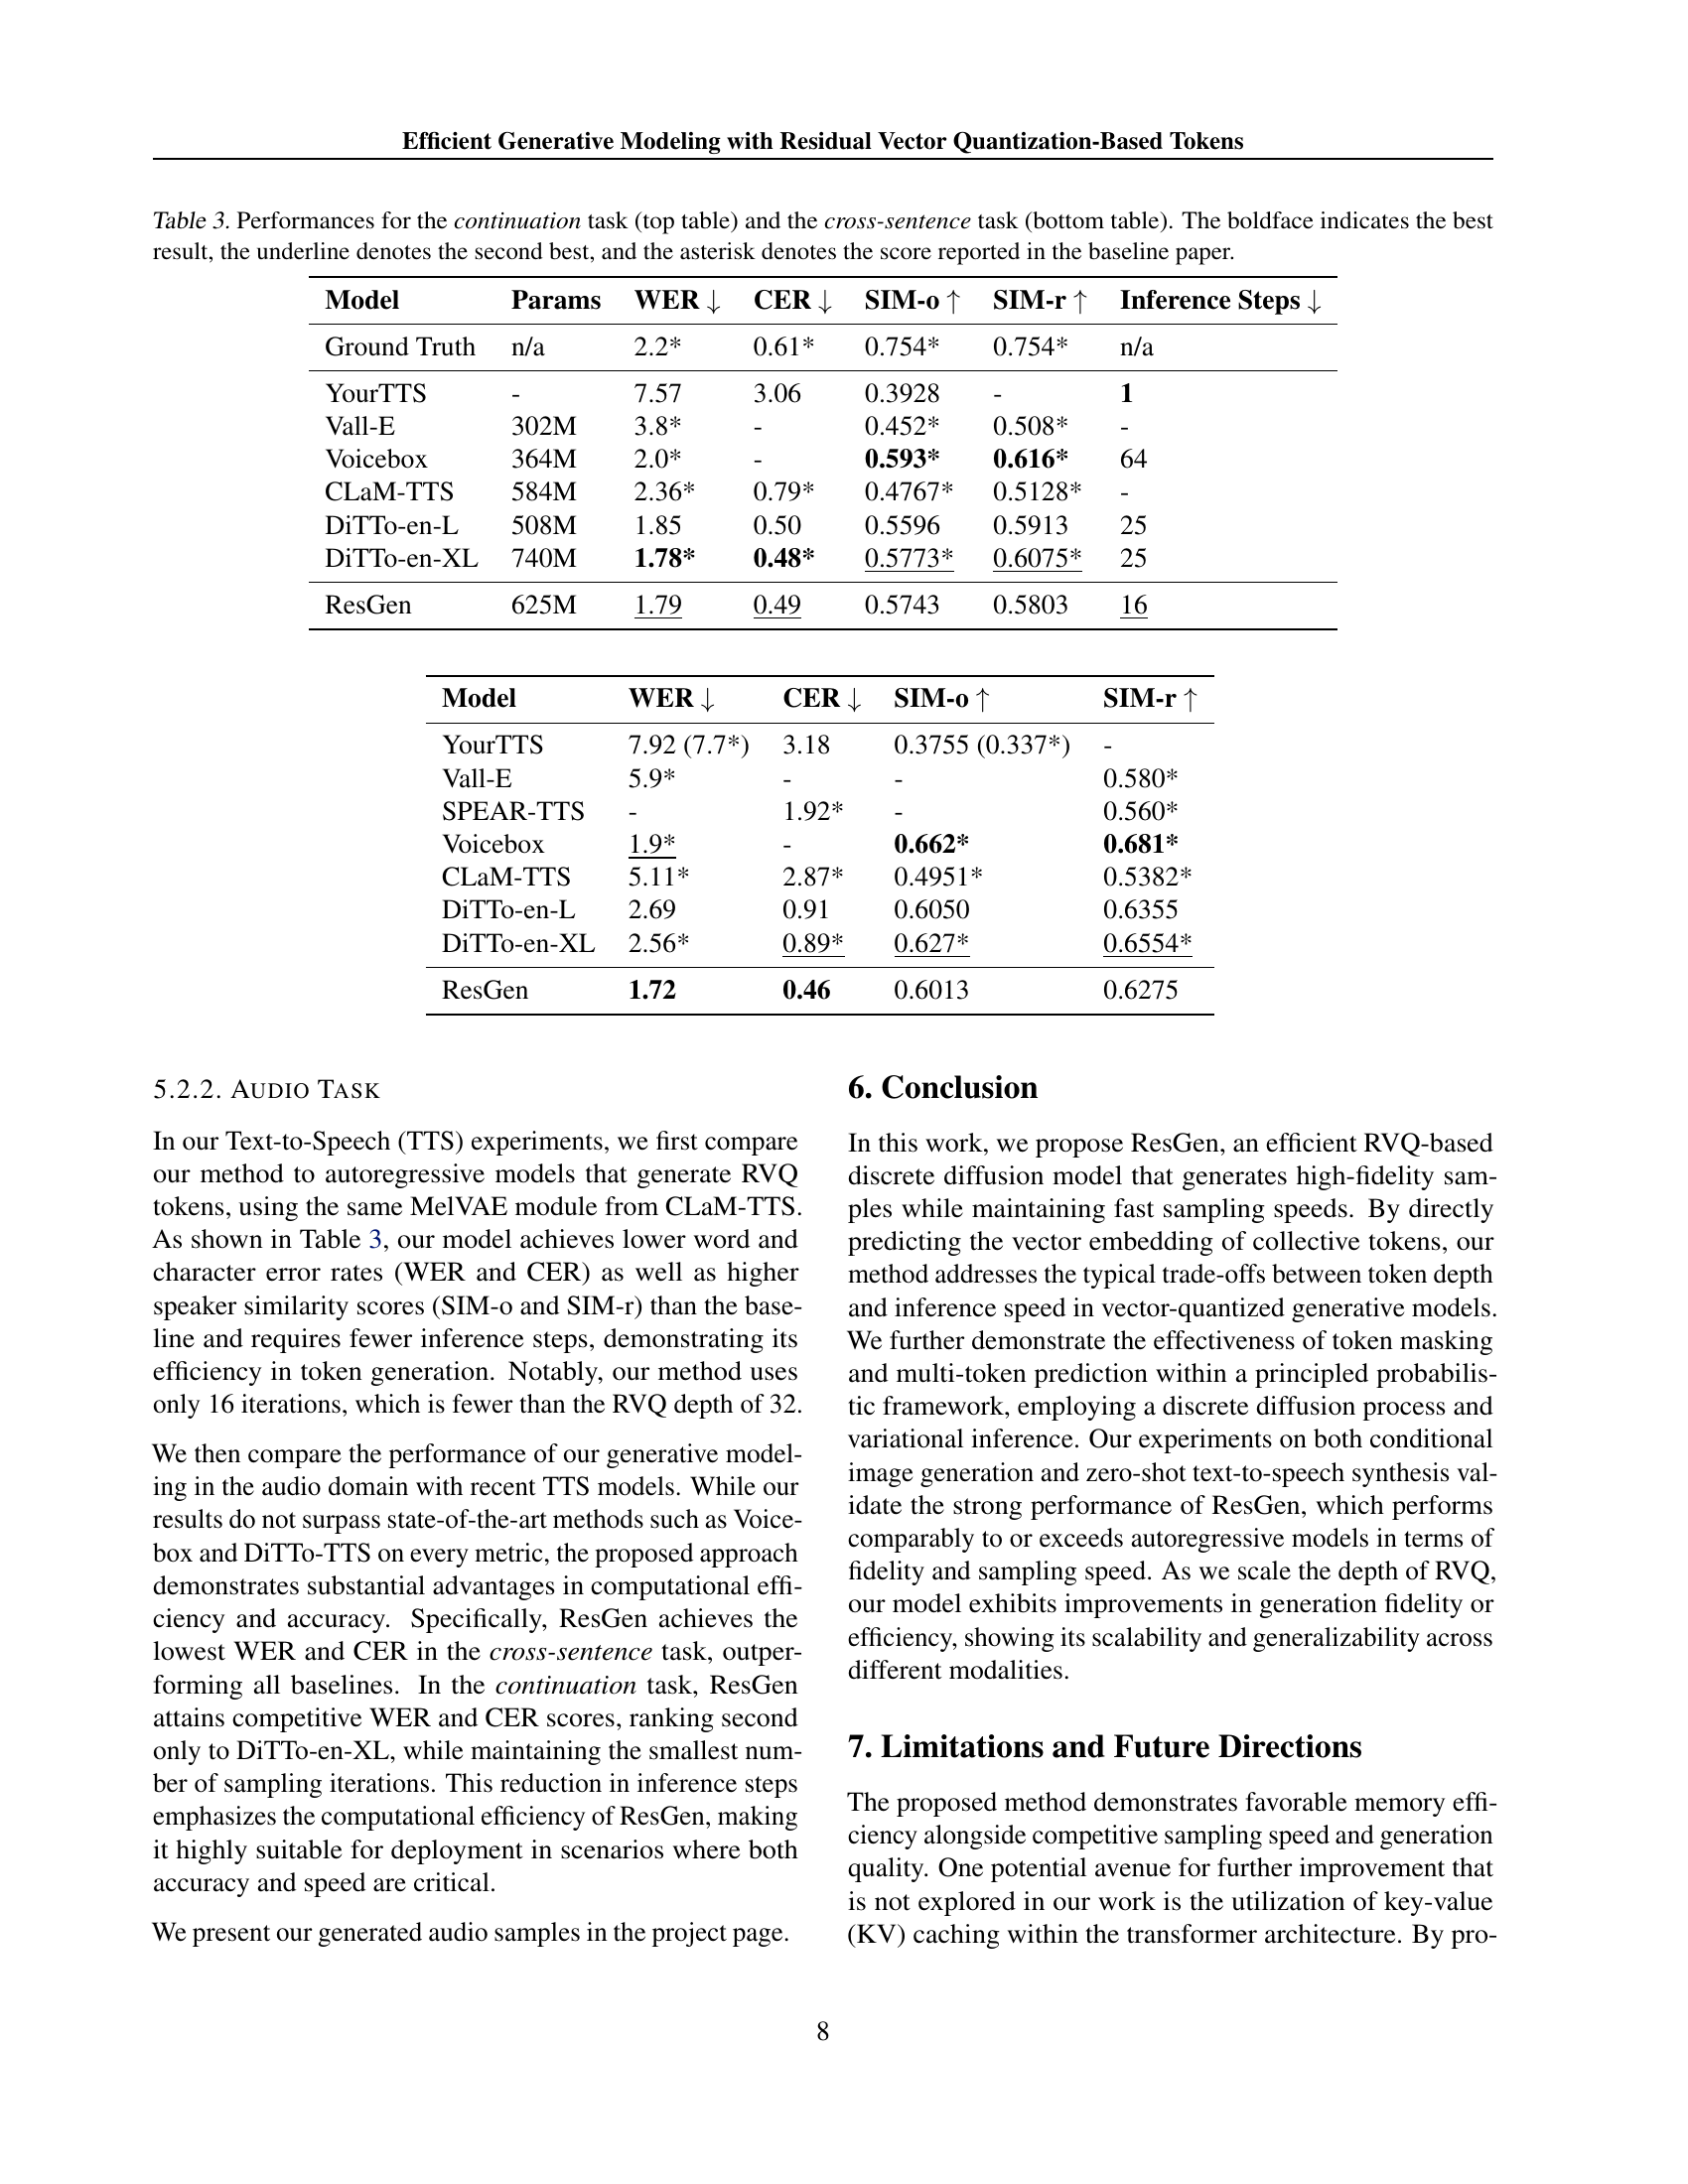 Efficient Generative Modeling with Residual Vector Quantization-Based Tokens
Table 3. Performances for the continuation task (top table) and the cross-sentence task (bottom table). The boldface indicates the best
result, the underline denotes the second best, and the asterisk denotes the score reported in the baseline paper.
Model Params WER ↓ CER ↓ SIM-o ↑ SIM-r ↑ Inference Steps ↓
Ground Truth n/a 2.2* 0.61* 0.754* 0.754* n/a
YourTTS - 7.57 3.06 0.3928 - 1
Vall-E 302M 3.8* - 0.452* 0.508* -
Voicebox 364M 2.0* - 0.593* 0.616* 64
CLaM-TTS 584M 2.36* 0.79* 0.4767* 0.5128* -
DiTTo-en-L 508M 1.85 0.50 0.5596 0.5913 25
DiTTo-en-XL 740M 1.78* 0.48* 0.5773* 0.6075* 25
ResGen 625M 1.79 0.49 0.5743 0.5803 16
Model WER ↓ CER ↓ SIM-o ↑ SIM-r ↑
YourTTS 7.92 (7.7*) 3.18 0.3755 (0.337*) -
Vall-E 5.9* - - 0.580*
SPEAR-TTS - 1.92* - 0.560*
Voicebox 1.9* - 0.662* 0.681*
CLaM-TTS 5.11* 2.87* 0.4951* 0.5382*
DiTTo-en-L 2.69 0.91 0.6050 0.6355
DiTTo-en-XL 2.56* 0.89* 0.627* 0.6554*
ResGen 1.72 0.46 0.6013 0.6275
5.2.2. AUDIO TASK
In our Text-to-Speech (TTS) experiments, we first compare
our method to autoregressive models that generate RVQ
tokens, using the same MelVAE module from CLaM-TTS.
As shown in Table 3, our model achieves lower word and
character error rates (WER and CER) as well as higher
speaker similarity scores (SIM-o and SIM-r) than the base-
line and requires fewer inference steps, demonstrating its
efficiency in token generation. Notably, our method uses
only 16 iterations, which is fewer than the RVQ depth of 32.
We then compare the performance of our generative model-
ing in the audio domain with recent TTS models. While our
results do not surpass state-of-the-art methods such as Voice-
box and DiTTo-TTS on every metric, the proposed approach
demonstrates substantial advantages in computational effi-
ciency and accuracy. Specifically, ResGen achieves the
lowest WER and CER in the cross-sentence task, outper-
forming all baselines. In the continuation task, ResGen
attains competitive WER and CER scores, ranking second
only to DiTTo-en-XL, while maintaining the smallest num-
ber of sampling iterations. This reduction in inference steps
emphasizes the computational efficiency of ResGen, making
it highly suitable for deployment in scenarios where both
accuracy and speed are critical.
We present our generated audio samples in the project page.
6. Conclusion
In this work, we propose ResGen, an efficient RVQ-based
discrete diffusion model that generates high-fidelity sam-
ples while maintaining fast sampling speeds. By directly
predicting the vector embedding of collective tokens, our
method addresses the typical trade-offs between token depth
and inference speed in vector-quantized generative models.
We further demonstrate the effectiveness of token masking
and multi-token prediction within a principled probabilis-
tic framework, employing a discrete diffusion process and
variational inference. Our experiments on both conditional
image generation and zero-shot text-to-speech synthesis val-
idate the strong performance of ResGen, which performs
comparably to or exceeds autoregressive models in terms of
fidelity and sampling speed. As we scale the depth of RVQ,
our model exhibits improvements in generation fidelity or
efficiency, showing its scalability and generalizability across
different modalities.
7. Limitations and Future Directions
The proposed method demonstrates favorable memory effi-
ciency alongside competitive sampling speed and generation
quality. One potential avenue for further improvement that
is not explored in our work is the utilization of key-value
(KV) caching within the transformer architecture. By pro-
8